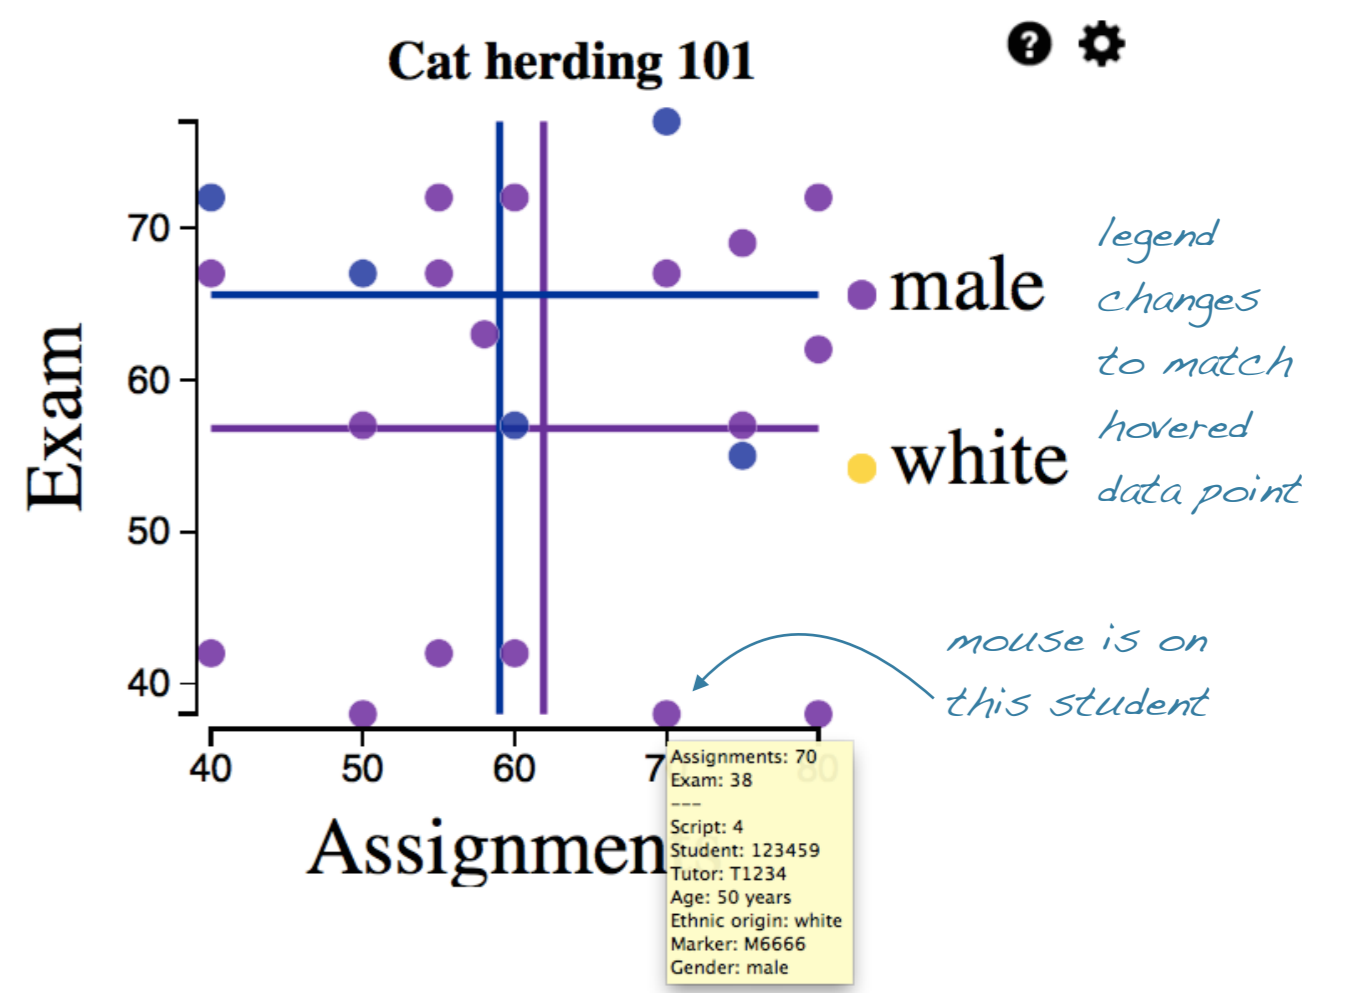 Cat herding 101
?
70
60
50
40
Exam
male
white
legend
changes
to match
hovered
data point
mouse is on
this student
40
50
60
7
80
Assignmen
Assignments: 70
Exam: 38
---
Script: 4
Student: 123459
Tutor: T1234
Age: 50 years
Ethnic origin: white
Marker: M6666
Gender: male